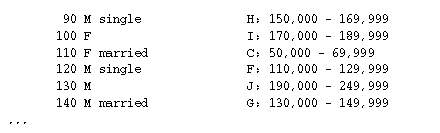 90 M single H: 150,000 - 169,999
100 F I: 170,000 - 189,999
110 F married C: 50,000 - 69,999
120 M single F: 110,000 - 129,999
130 M J: 190,000 - 249,999
140 M married G: 130,000 - 149,999
...